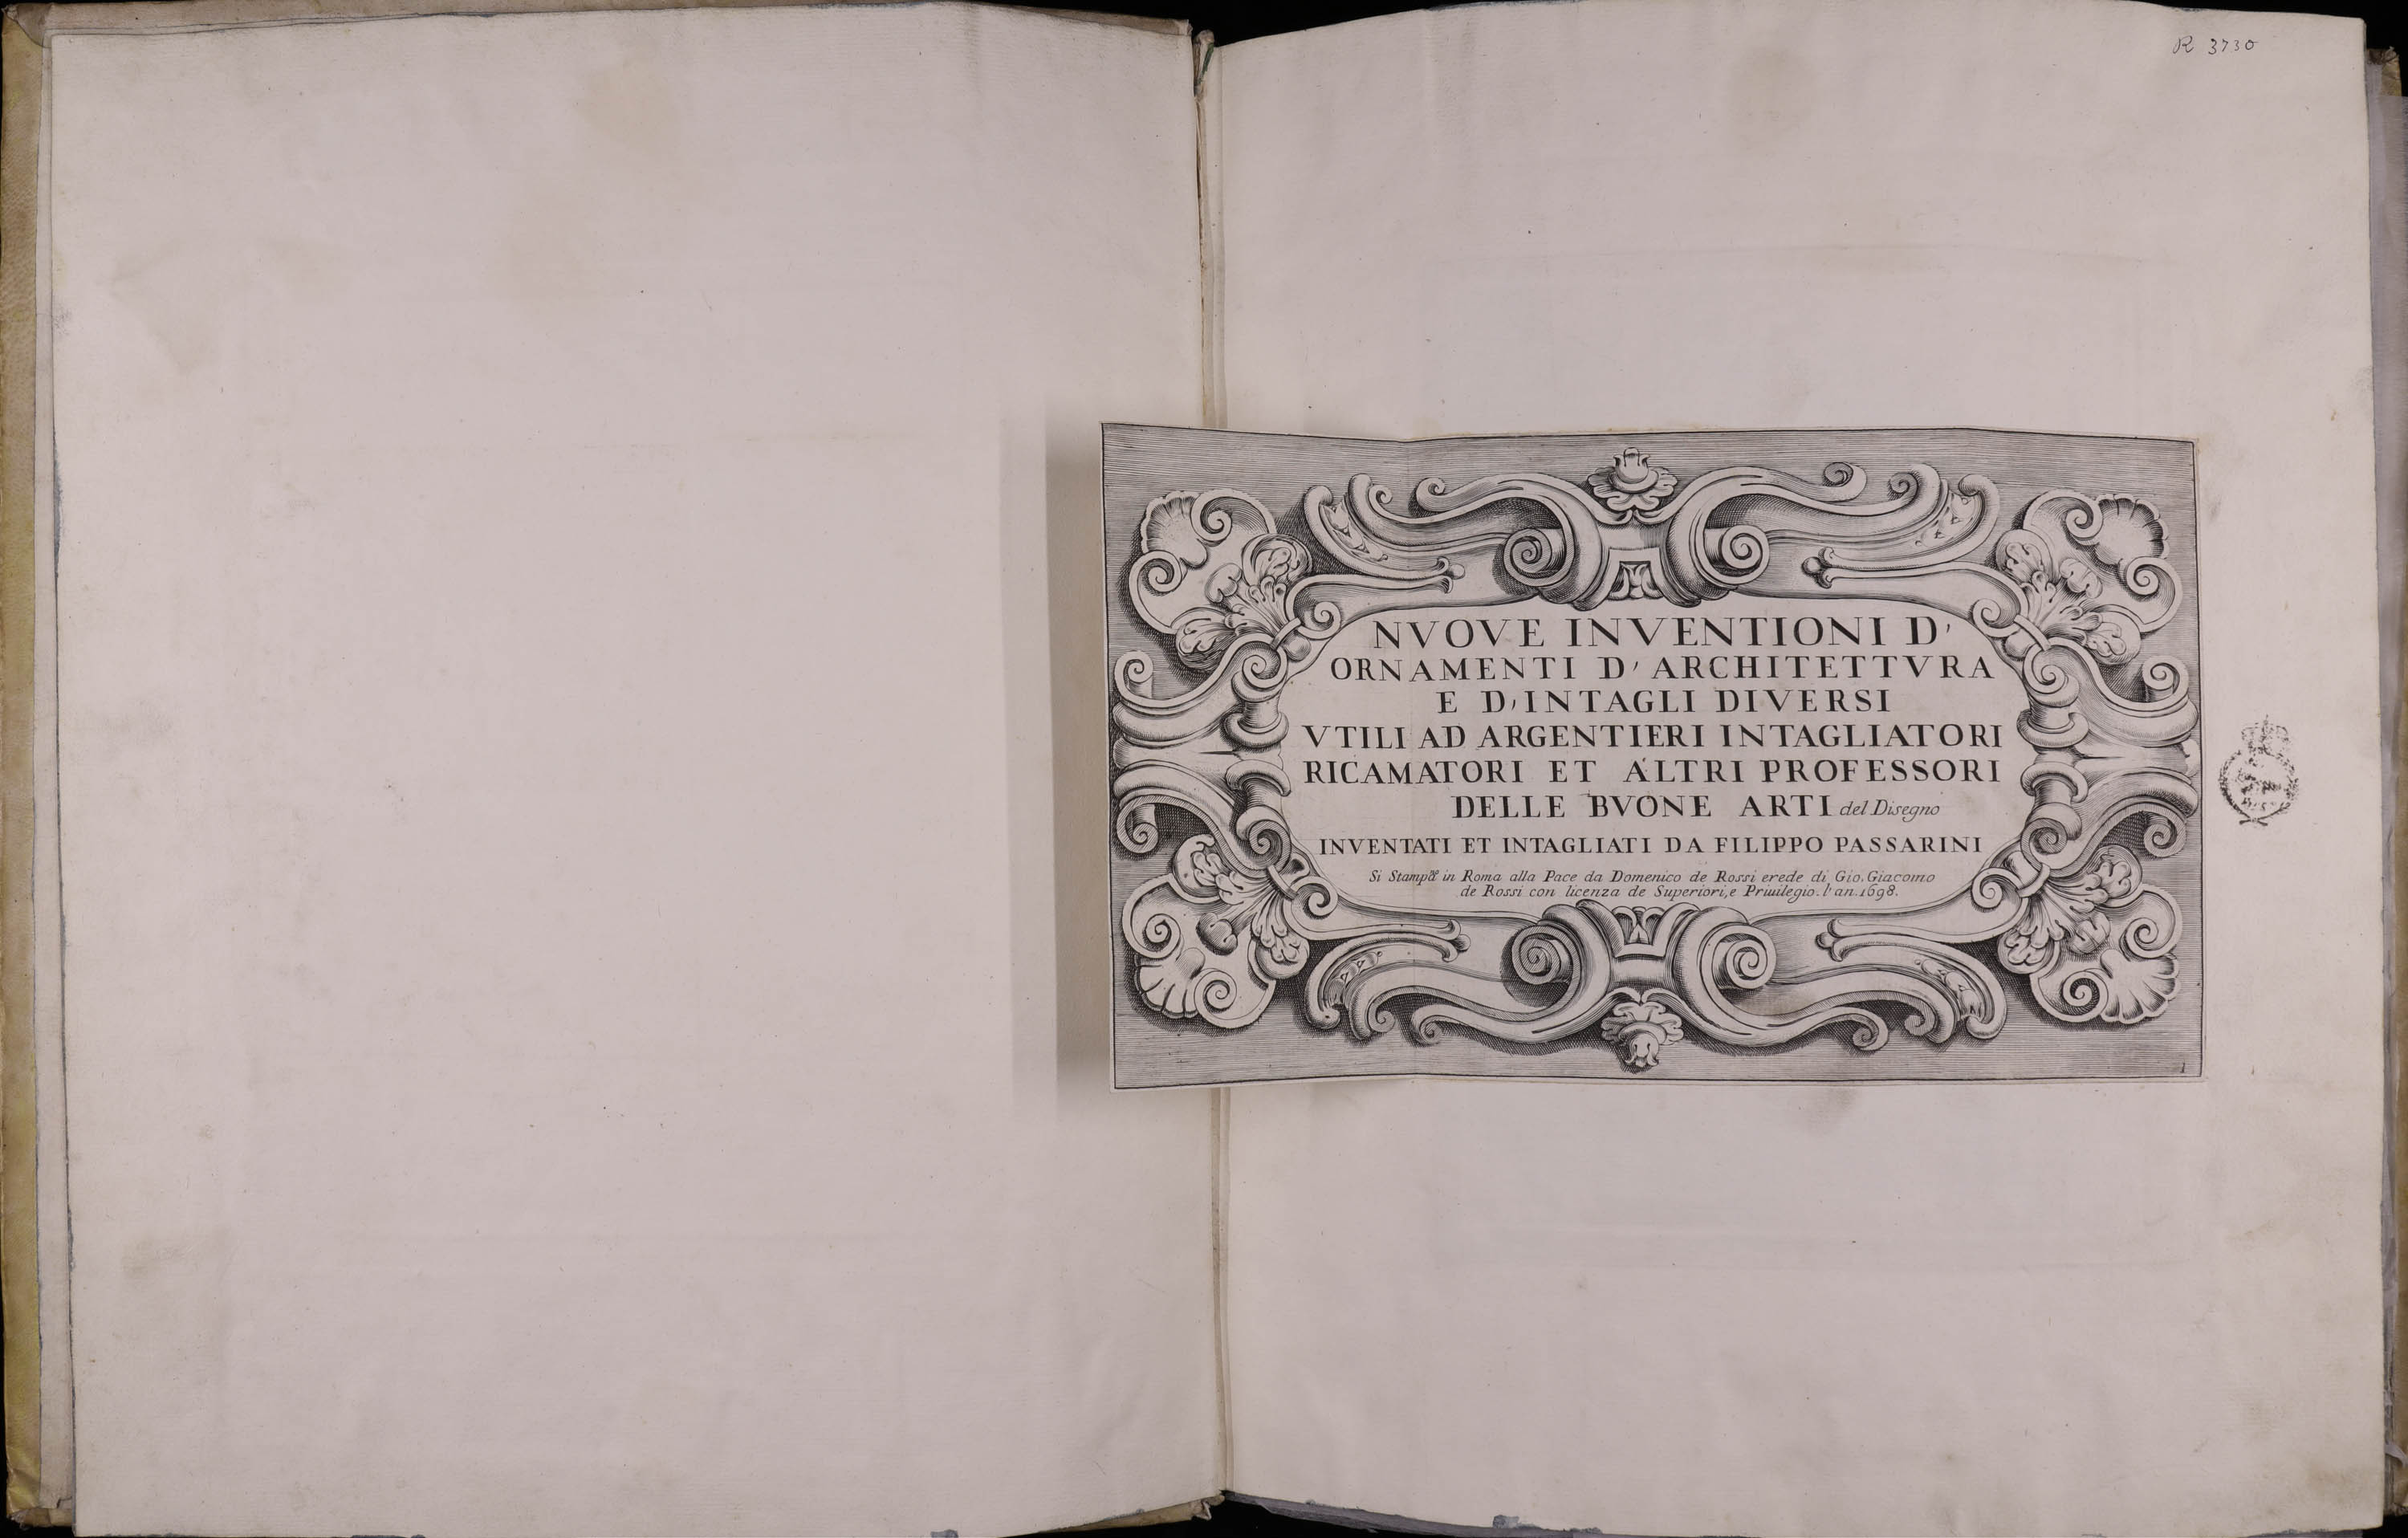 R 3730
NVOVE INVENTIONI D'
ORNAMENTI D'ARCHITETTVRA
E D'INTAGLI DIVERSI
VTILI AD ARGENTIERI INTAGLIATORI
RICAMATORI ET ALTRI PROFESSORI
DELLE BVONE ARTI del Disegno
INVENTATI ET INTAGLIATI DA FILIPPO PASSARINI
Si Stampā in Roma alla Pace da Domenico de Rossi erede di Gio. Giacomo
de Rossi con licenza de Superiori, e Priuilegio. l'an. 1698.
1